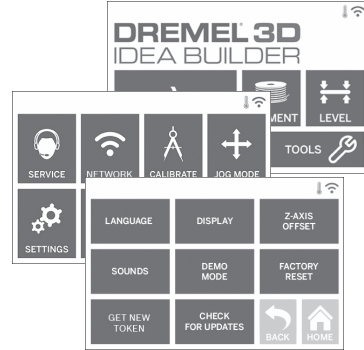 DREMEL 3D
IDEA BUILDER
LEVEL
TOOLS
SERVICE
NETWORK
CALIBRATE
JOG MODE
SETTINGS
LANGUAGE
DISPLAY
Z-AXIS
OFFSET
SOUNDS
DEMO
MODE
FACTORY
RESET
GET NEW
TOKEN
CHECK
FOR UPDATES
BACK
HOME